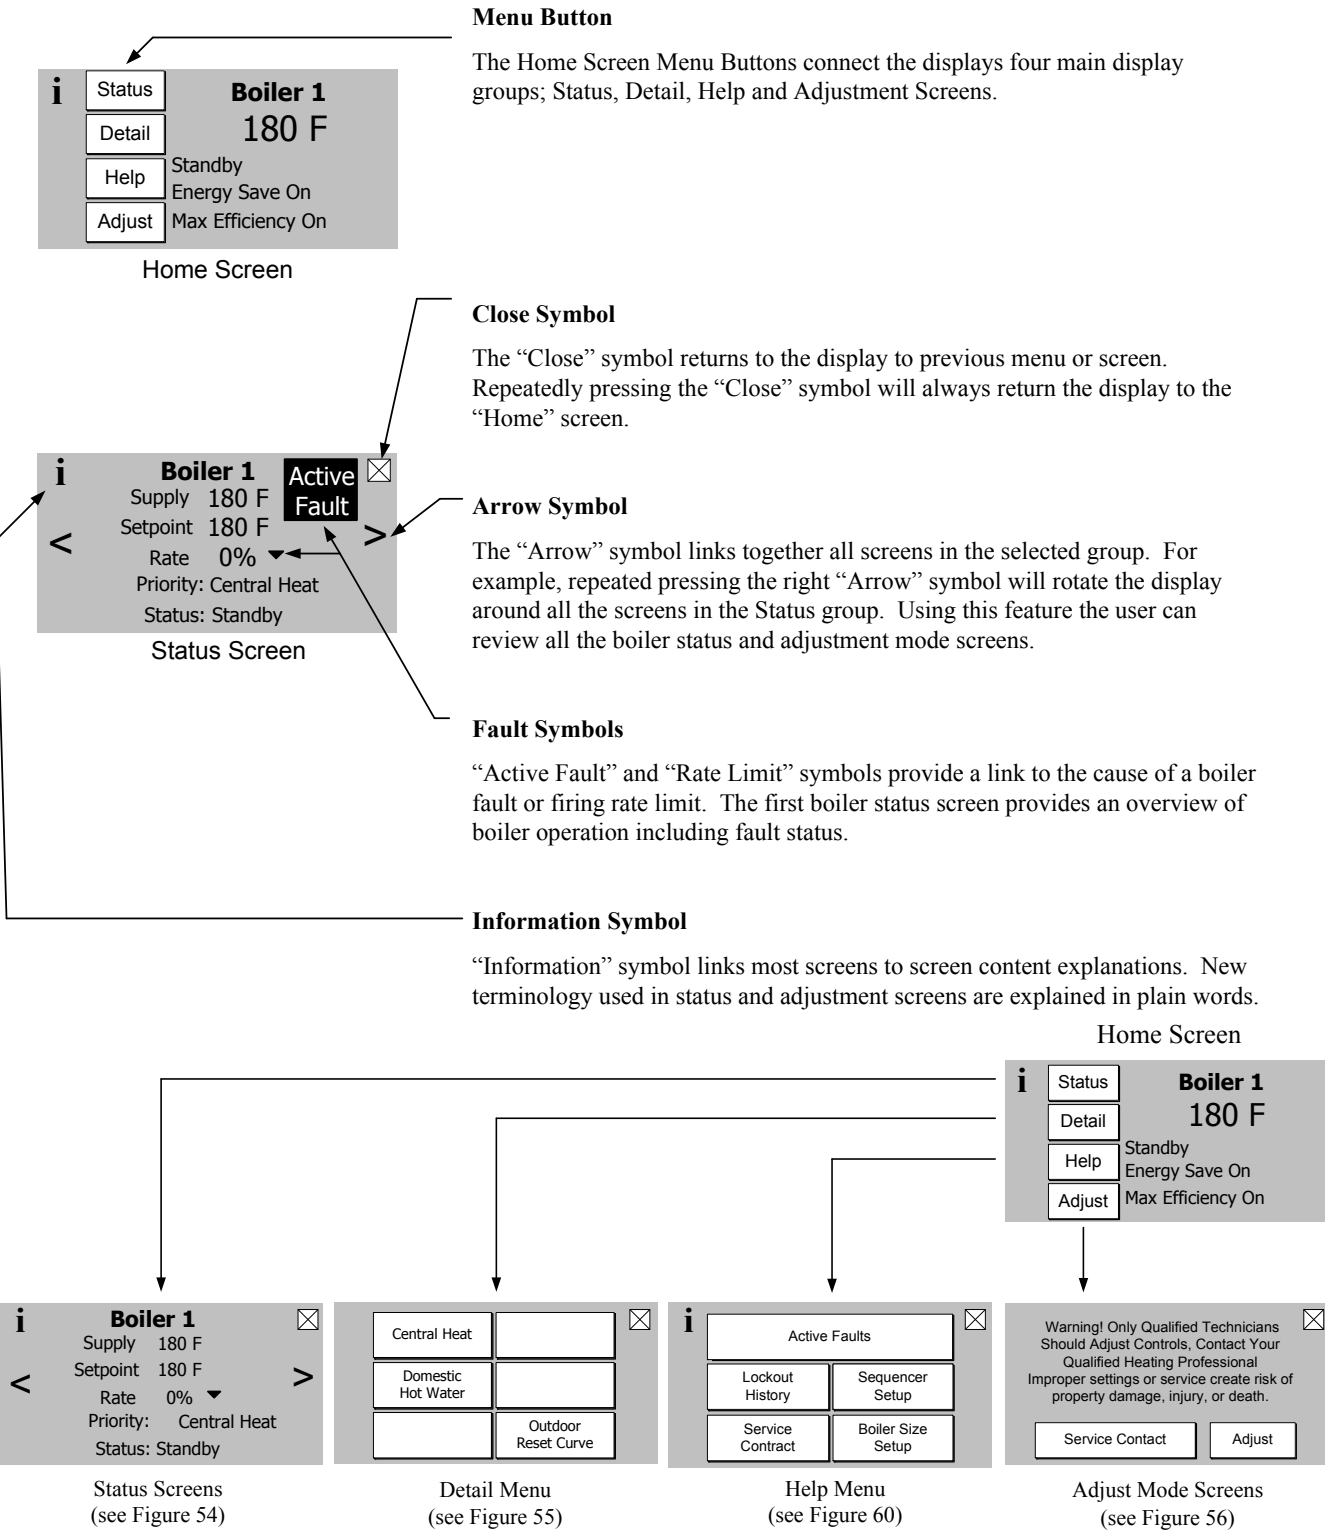 Menu Button
The Home Screen Menu Buttons connect the displays four main display
groups; Status, Detail, Help and Adjustment Screens.
i
Status
Detail
Help
Adjust
Boiler 1
180 F
Standby
Energy Save On
Max Efficiency On
Home Screen
Close Symbol
The “Close” symbol returns to the display to previous menu or screen.
Repeatedly pressing the “Close” symbol will always return the display to the
“Home” screen.
i
Boiler 1
Active
Fault
Supply 180 F
Setpoint 180 F
<
>
Rate 0%
Priority: Central Heat
Status: Standby
Status Screen
Arrow Symbol
The “Arrow” symbol links together all screens in the selected group. For
example, repeated pressing the right “Arrow” symbol will rotate the display
around all the screens in the Status group. Using this feature the user can
review all the boiler status and adjustment mode screens.
Fault Symbols
“Active Fault” and “Rate Limit” symbols provide a link to the cause of a boiler
fault or firing rate limit. The first boiler status screen provides an overview of
boiler operation including fault status.
Information Symbol
“Information” symbol links most screens to screen content explanations. New
terminology used in status and adjustment screens are explained in plain words.
Home Screen
i
Status
Detail
Help
Adjust
Boiler 1
180 F
Standby
Energy Save On
Max Efficiency On
i
Boiler 1
Supply 180 F
Setpoint 180 F
<
>
Rate 0%
Priority: Central Heat
Status: Standby
Status Screens
(see Figure 54)
Central Heat
Domestic
Hot Water
Outdoor
Reset Curve
Detail Menu
(see Figure 55)
i
Active Faults
Lockout
History
Sequencer
Setup
Service
Contract
Boiler Size
Setup
Help Menu
(see Figure 60)
Warning! Only Qualified Technicians
Should Adjust Controls, Contact Your
Qualified Heating Professional
Improper settings or service create risk of
property damage, injury, or death.
Service Contact
Adjust
Adjust Mode Screens
(see Figure 56)